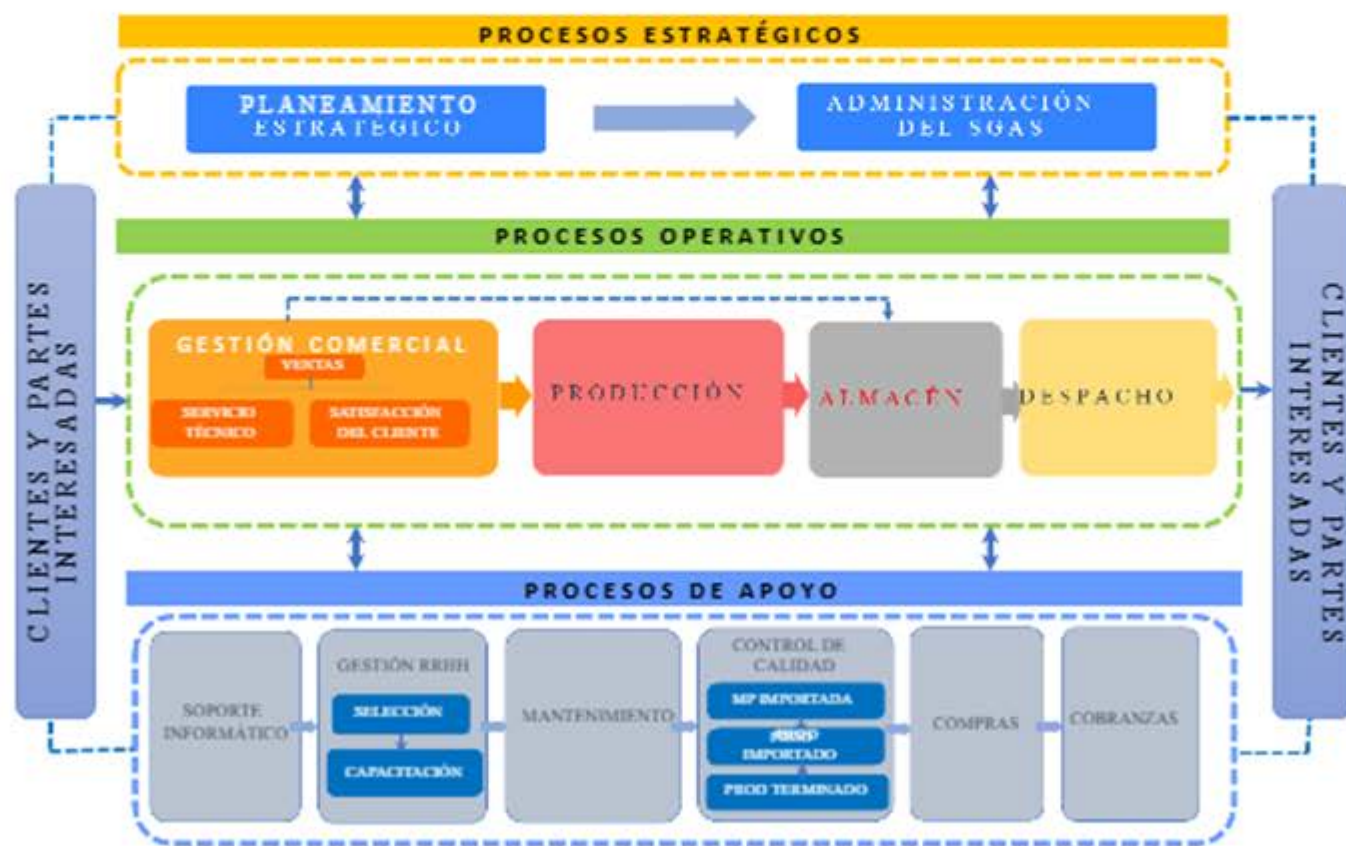 PROCESOS ESTRATÉGICOS
PLANEAMIENTO
ESTRATÉGICO
ADMINISTRACIÓN
DEL SGAS
CLIENTES Y PARTES
INTERESADAS
PROCESOS OPERATIVOS
GESTIÓN COMERCIAL
VENTAS
SERVICIO
TÉCNICO
SATISFACCIÓN
DEL CLIENTE
PRODUCCIÓN
ALMACÉN
DESPACHO
CLIENTES Y PARTES
INTERESADAS
PROCESOS DE APOYO
SOPORTE
INFORMÁTICO
GESTIÓN RRHH
SELECCIÓN
CAPACITACIÓN
MANTENIMIENTO
CONTROL DE
CALIDAD
MP IMPORTADA
IMPORTADO
PROD TERMINADO
COMPRAS
COBRANZAS